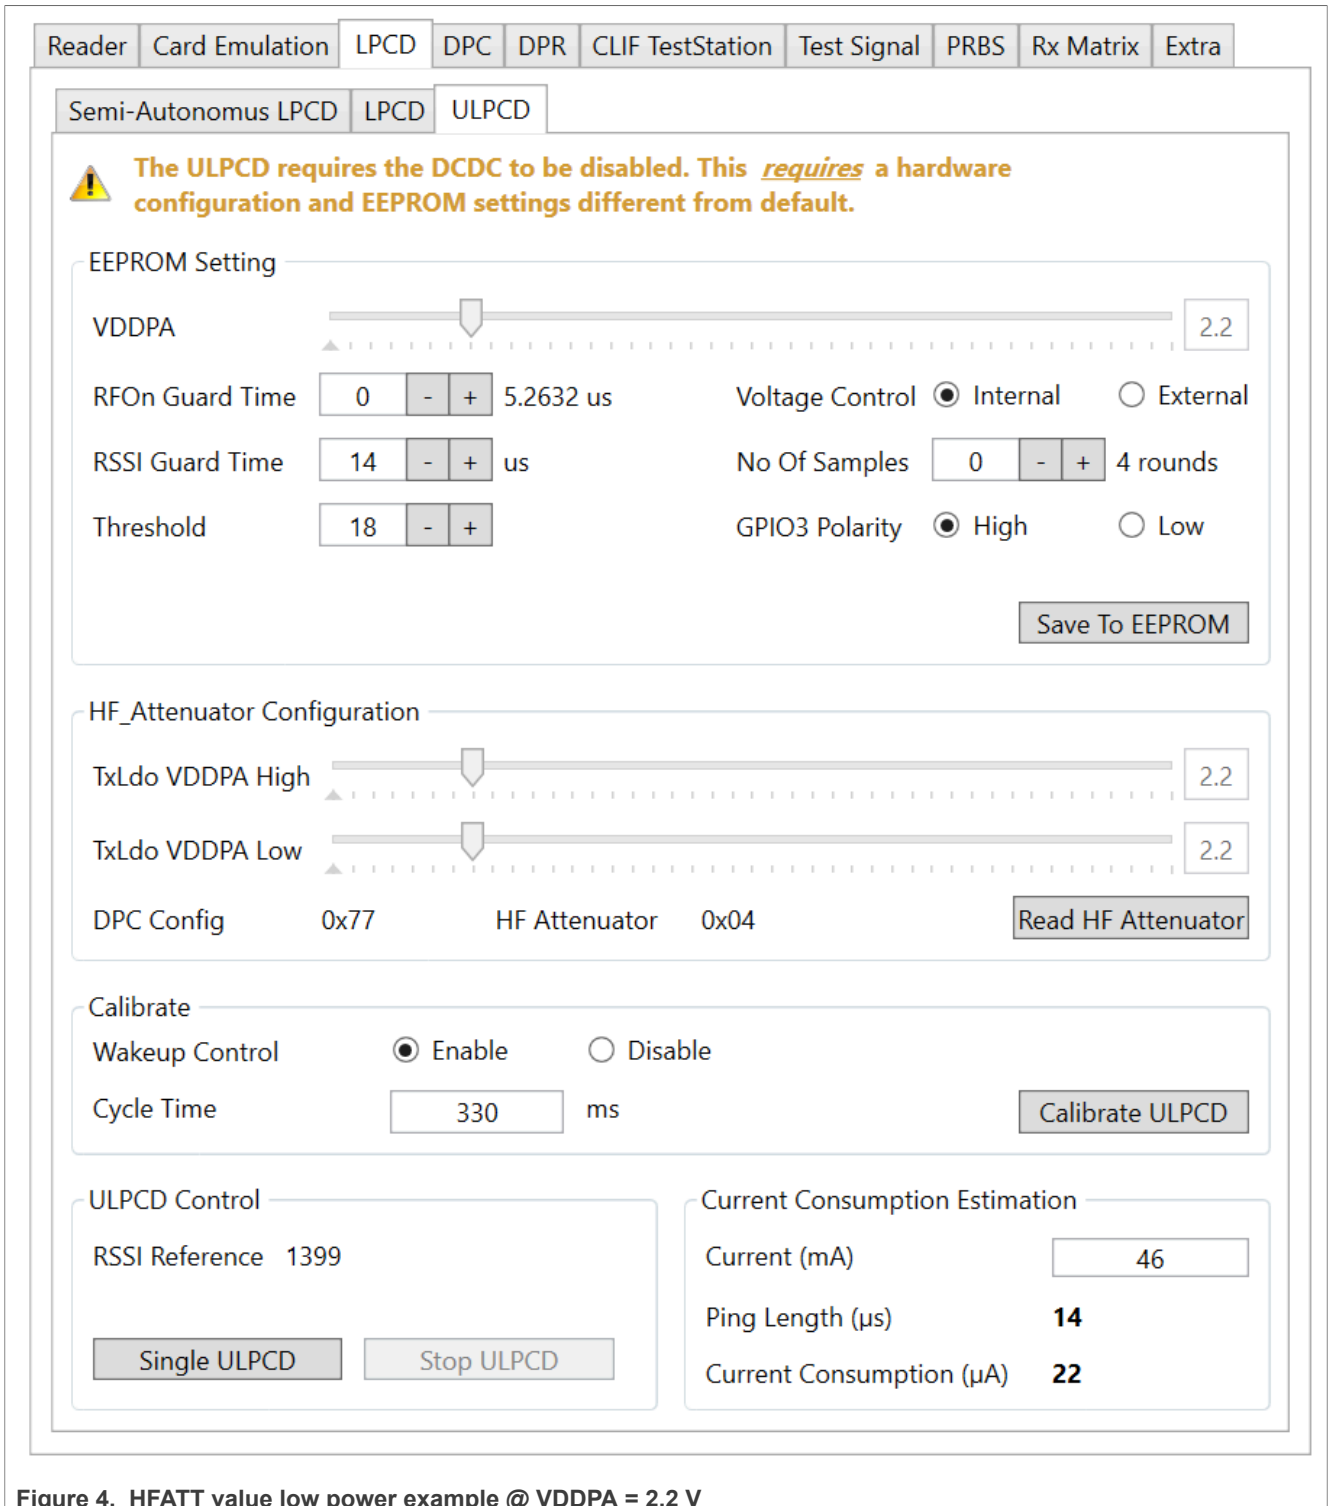 Reader Card Emulation LPCD DPC DPR CLIF TestStation Test Signal PRBS Rx Matrix Extra
Semi-Autonomus LPCD LPCD ULPCD
The ULPCD requires the DCDC to be disabled. This requires a hardware
configuration and EEPROM settings different from default.
EEPROM Setting
VDDPA 2.2
RFOn Guard Time 0 - + 5.2632 us Voltage Control Internal External
RSSI Guard Time 14 - + us No Of Samples 0 - + 4 rounds
Threshold 18 - + GPIO3 Polarity High Low
Save To EEPROM
HF_Attenuator Configuration
TxLdo VDDPA High 2.2
TxLdo VDDPA Low 2.2
DPC Config 0x77 HF Attenuator 0x04 Read HF Attenuator
Calibrate
Wakeup Control Enable Disable
Cycle Time 330 ms Calibrate ULPCD
ULPCD Control
RSSI Reference 1399
Single ULPCD Stop ULPCD
Current Consumption Estimation
Current (mA) 46
Ping Length (µs) 14
Current Consumption (µA) 22
Figure 4. HFATT value low power example @ VDDPA = 2.2 V